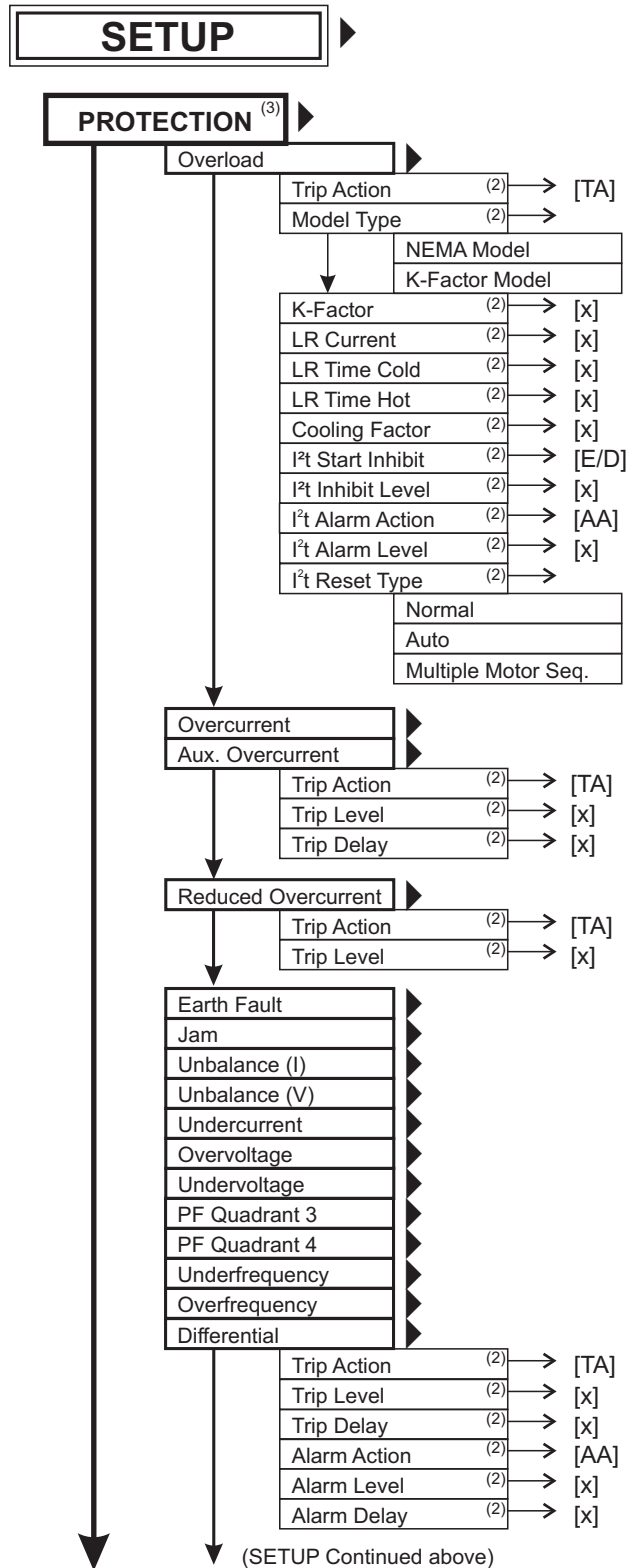 SETUP
PROTECTION (3)
Overload
Trip Action (2) [TA]
Model Type (2)
NEMA Model
K-Factor Model
K-Factor (2) [x]
LR Current (2) [x]
LR Time Cold (2) [x]
LR Time Hot (2) [x]
Cooling Factor (2) [x]
I²t Start Inhibit (2) [E/D]
I²t Inhibit Level (2) [x]
I²t Alarm Action (2) [AA]
I²t Alarm Level (2) [x]
I²t Reset Type (2)
Normal
Auto
Multiple Motor Seq.
Overcurrent
Aux. Overcurrent
Trip Action (2) [TA]
Trip Level (2) [x]
Trip Delay (2) [x]
Reduced Overcurrent
Trip Action (2) [TA]
Trip Level (2) [x]
Earth Fault
Jam
Unbalance (I)
Unbalance (V)
Undercurrent
Overvoltage
Undervoltage
PF Quadrant 3
PF Quadrant 4
Underfrequency
Overfrequency
Differential
Trip Action (2) [TA]
Trip Level (2) [x]
Trip Delay (2) [x]
Alarm Action (2) [AA]
Alarm Level (2) [x]
Alarm Delay (2) [x]
(SETUP Continued above)